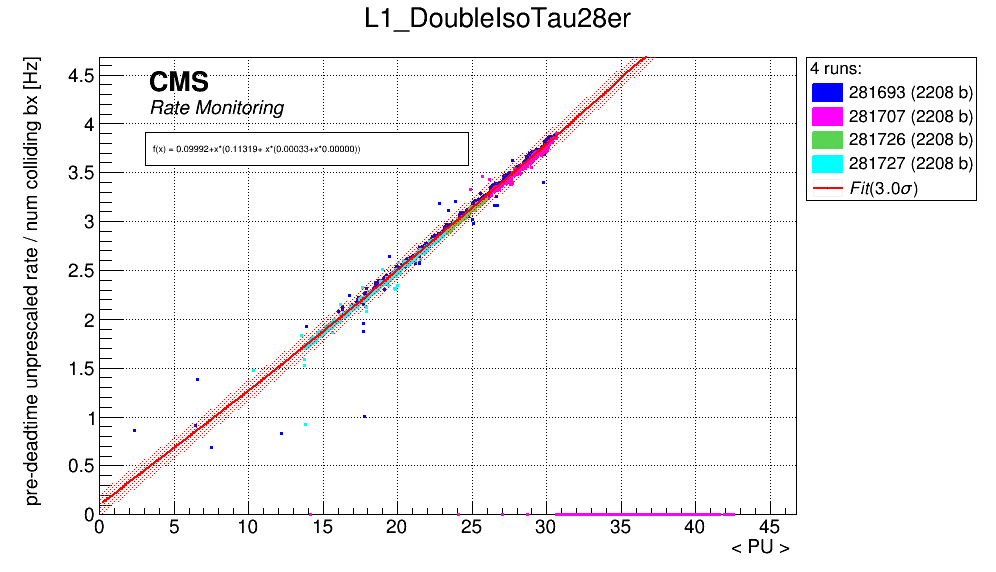 L1_DoubleIsoTau28er
pre-deadtime unprescaled rate / num colliding bx [Hz]
CMS
Rate Monitoring
f(x) = 0.09992+x*(0.11319+ x*(0.00033+x*0.00000))
4.5
4
3.5
3
2.5
2
1.5
1
0.5
0
0 5 10 15 20 25 30 35 40 45
< PU >
4 runs:
281693 (2208 b)
281707 (2208 b)
281726 (2208 b)
281727 (2208 b)
Fit(3.0σ)